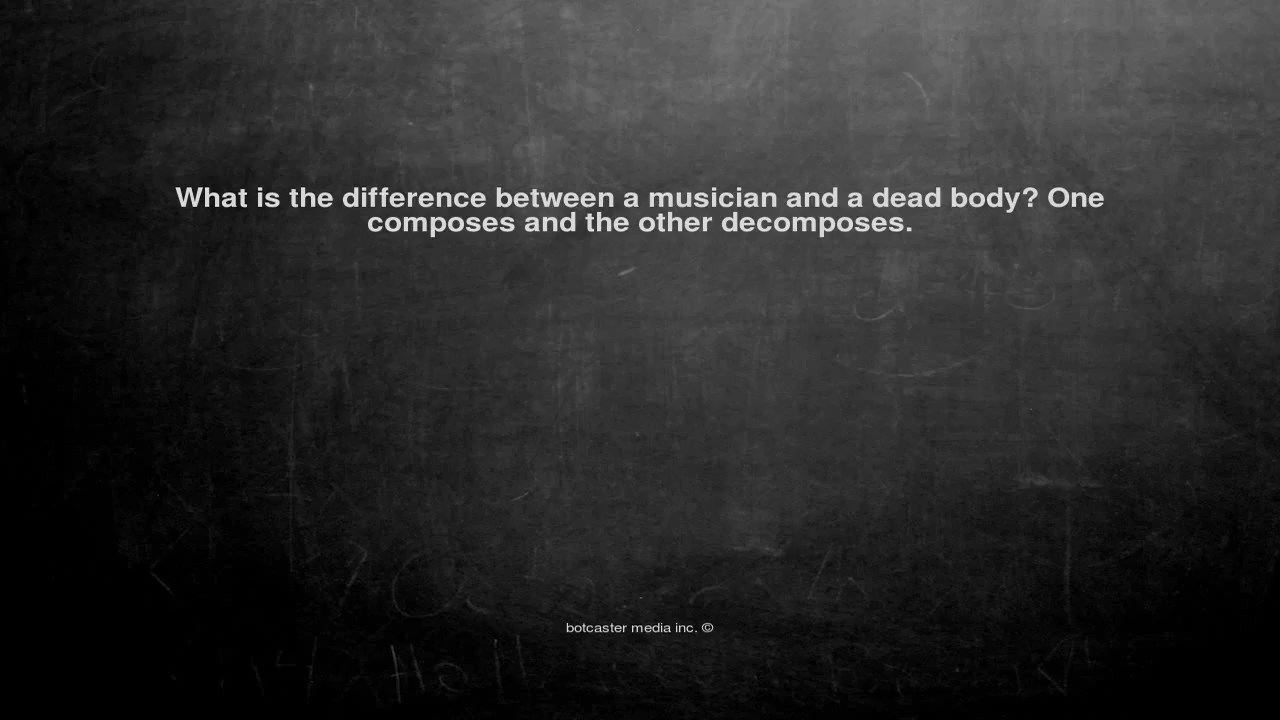 What is the difference between a musician and a dead body? One
composes and the other decomposes.
botcaster media inc. ©